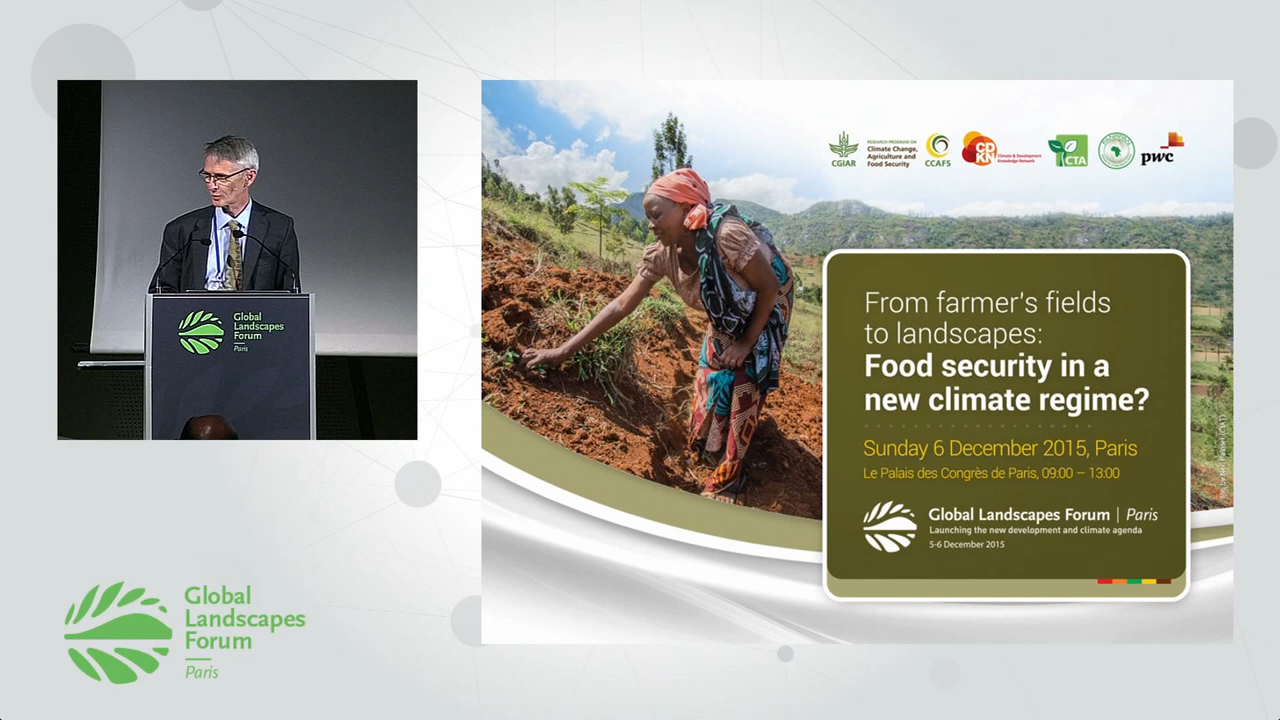 Global
Landscapes
Forum
Paris
CGIAR
RESEARCH PROGRAM ON
Climate Change,
Agriculture and
Food Security
CCAFS
CD
KN
Climate & Development
Knowledge Network
CTA
pwc
From farmer's fields
to landscapes:
Food security in a
new climate regime?
Sunday 6 December 2015, Paris
Le Palais des Congrès de Paris, 09:00 – 13:00
Global Landscapes Forum | Paris
Launching the new development and climate agenda
5-6 December 2015
Global
Landscapes
Forum
Paris